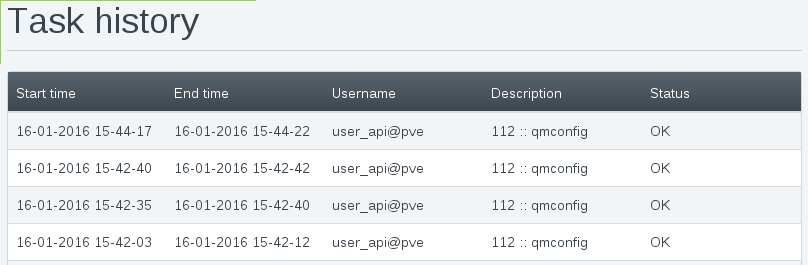 Task history
Start time End time Username Description Status
16-01-2016 15-44-17 16-01-2016 15-44-22 user_api@pve 112 :: qmconfig OK
16-01-2016 15-42-40 16-01-2016 15-42-42 user_api@pve 112 :: qmconfig OK
16-01-2016 15-42-35 16-01-2016 15-42-40 user_api@pve 112 :: qmconfig OK
16-01-2016 15-42-03 16-01-2016 15-42-12 user_api@pve 112 :: qmconfig OK